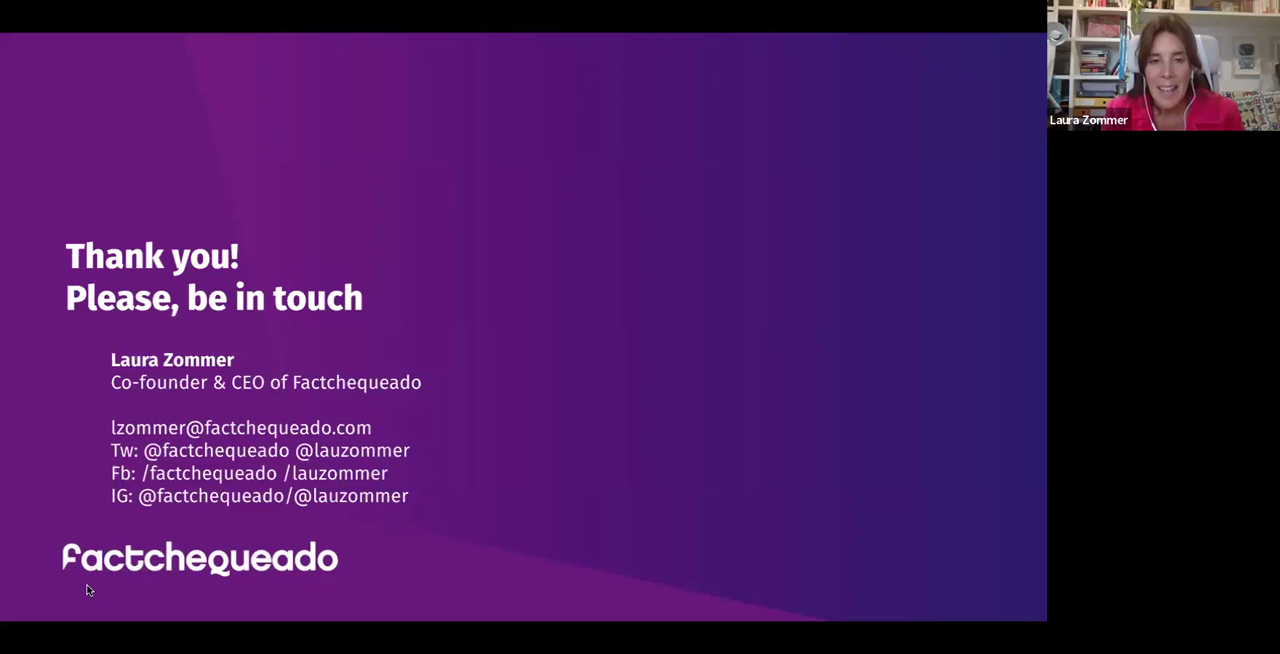 Thank you!
Please, be in touch
Laura Zommer
Co-founder & CEO of Factchequeado
lzommer@factchequeado.com
Tw: @factchequeado @lauzommer
Fb: /factchequeado /lauzommer
IG: @factchequeado/@lauzommer
factchequeado
Laura Zommer